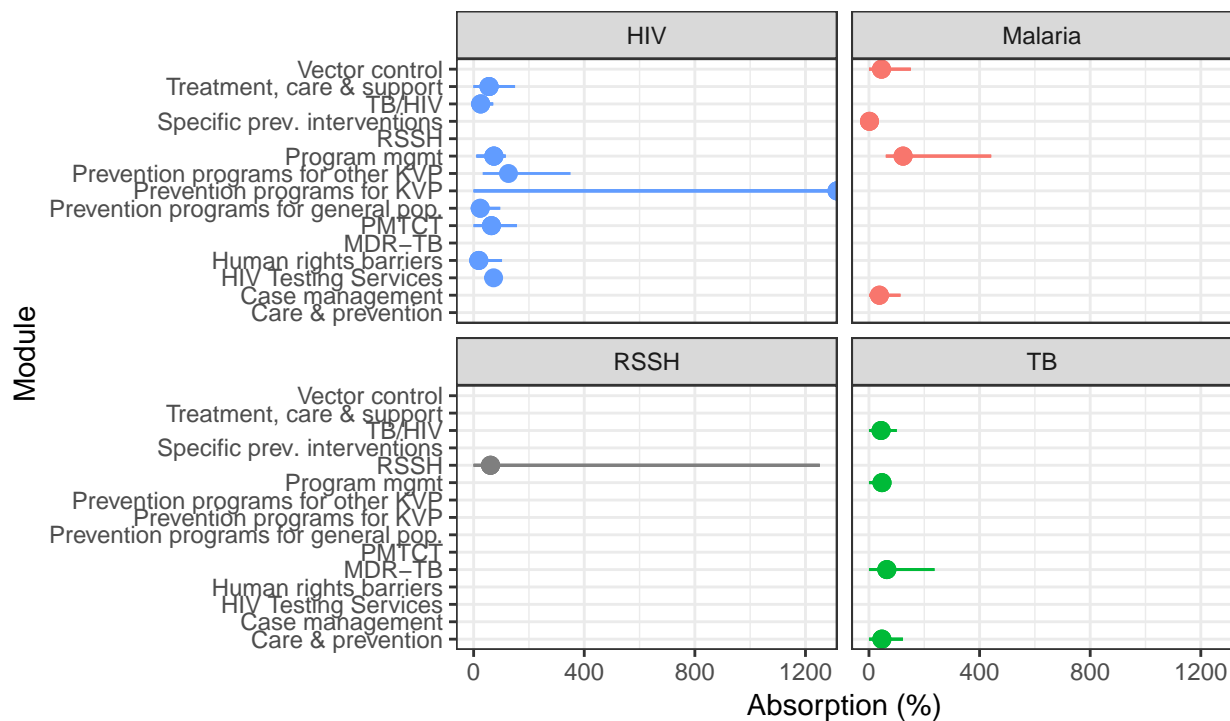 HIV
Malaria
Vector control
Treatment, care & support
TB/HIV
Specific prev. interventions
RSSH
Program mgmt
Prevention programs for other KVP
Prevention programs for KVP
Prevention programs for general pop.
PMTCT
MDR−TB
Human rights barriers
HIV Testing Services
Case management
Care & prevention
Module
RSSH
TB
Vector control
Treatment, care & support
TB/HIV
Specific prev. interventions
RSSH
Program mgmt
Prevention programs for other KVP
Prevention programs for KVP
Prevention programs for general pop.
PMTCT
MDR−TB
Human rights barriers
HIV Testing Services
Case management
Care & prevention
0 400 800 1200
0 400 800 1200
Absorption (%)